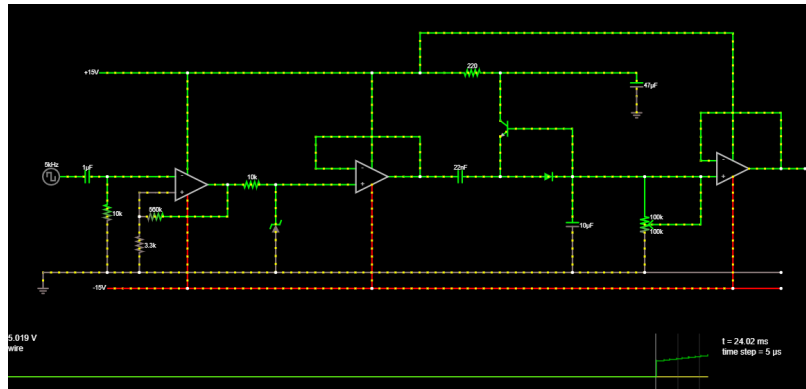 220
+15V
47µF
5kHz
1µF
10k
22nF
560k
10k
3.3k
10µF
100k
100k
-15V
5.019 V
wire
t = 24.02 ms
time step = 5 µs